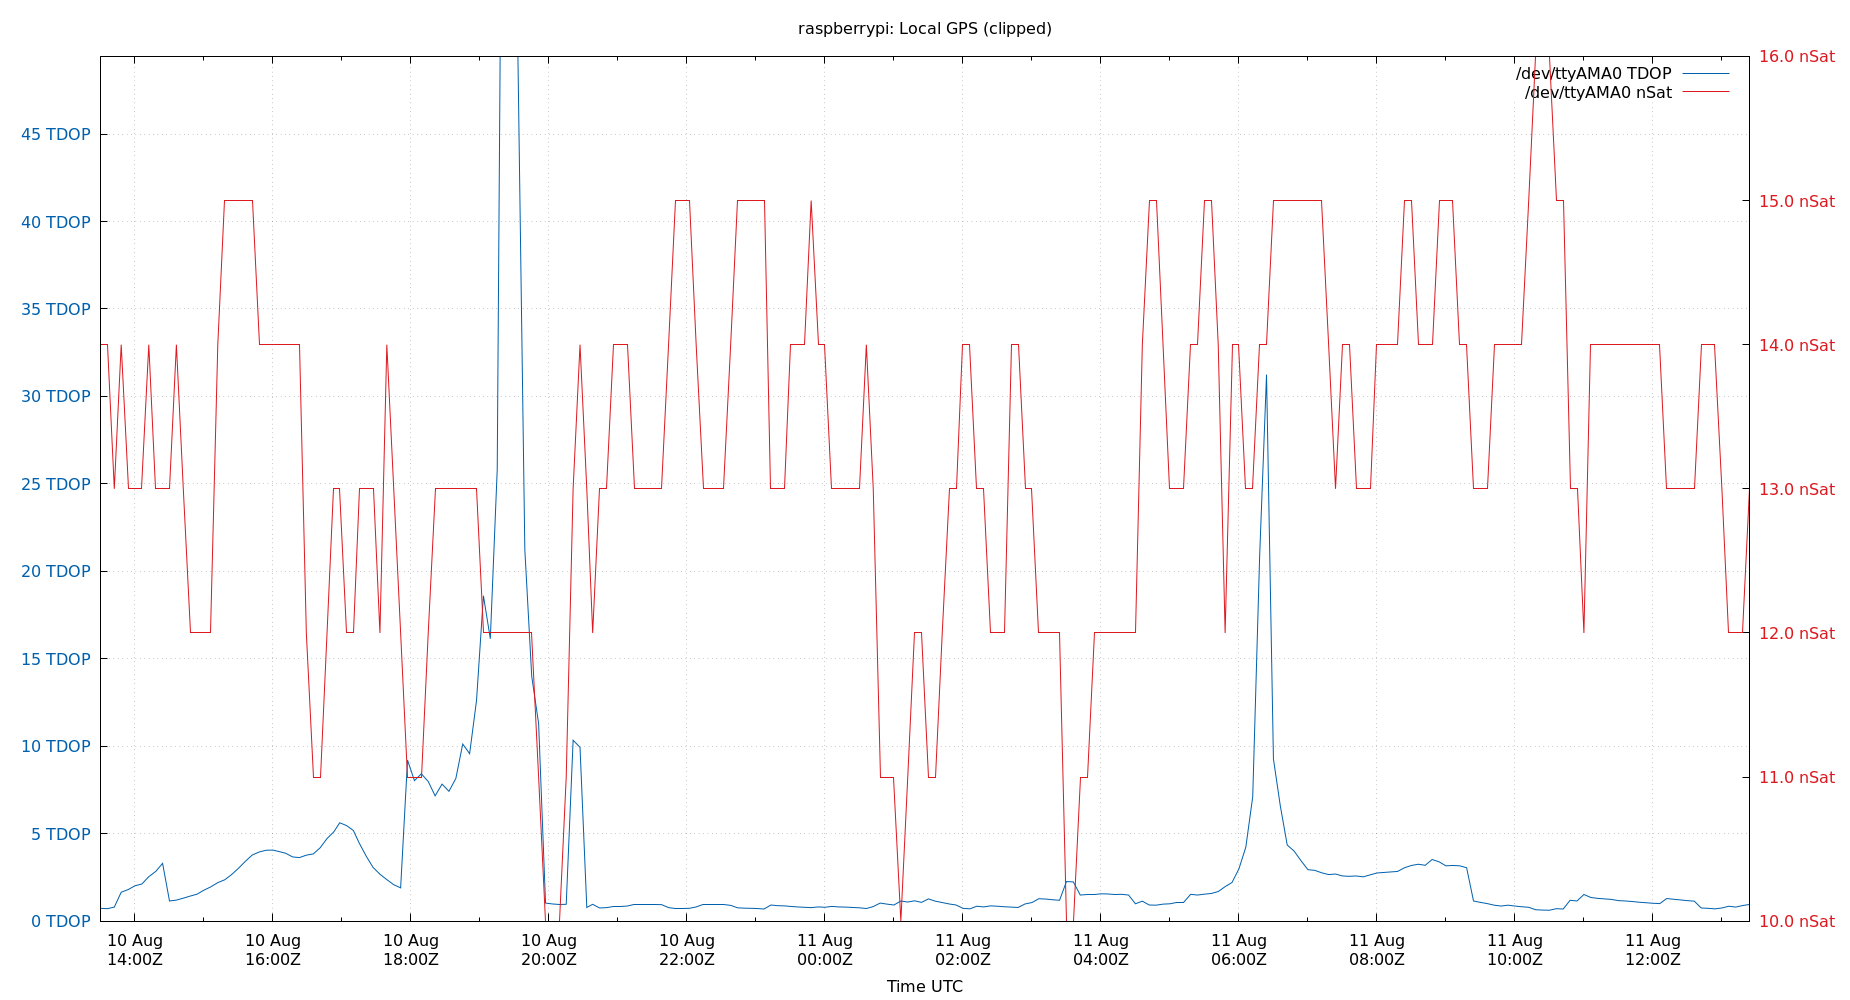 raspberrypi: Local GPS (clipped)
/dev/ttyAMA0 TDOP
/dev/ttyAMA0 nSat
45 TDOP
40 TDOP
35 TDOP
30 TDOP
25 TDOP
20 TDOP
15 TDOP
10 TDOP
5 TDOP
0 TDOP
16.0 nSat
15.0 nSat
14.0 nSat
13.0 nSat
12.0 nSat
11.0 nSat
10.0 nSat
10 Aug
14:00Z
10 Aug
16:00Z
10 Aug
18:00Z
10 Aug
20:00Z
10 Aug
22:00Z
11 Aug
00:00Z
11 Aug
02:00Z
11 Aug
04:00Z
11 Aug
06:00Z
11 Aug
08:00Z
11 Aug
10:00Z
11 Aug
12:00Z
Time UTC